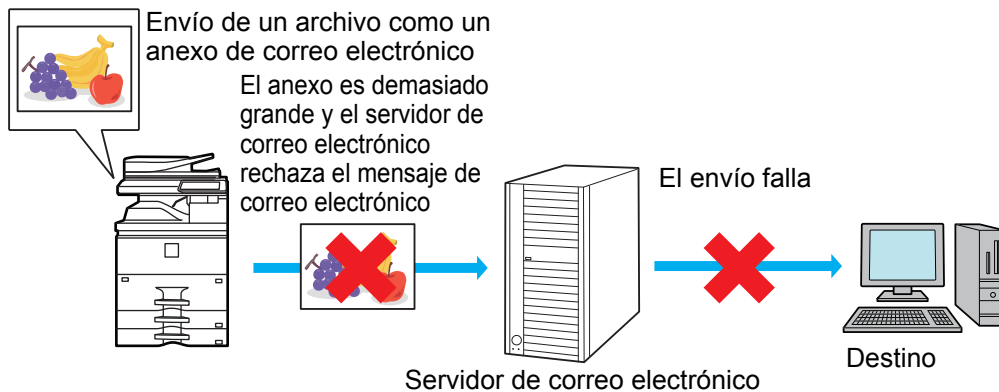 Envío de un archivo como un
anexo de correo electrónico
El anexo es demasiado
grande y el servidor de
correo electrónico
rechaza el mensaje de
correo electrónico
El envío falla
Destino
Servidor de correo electrónico